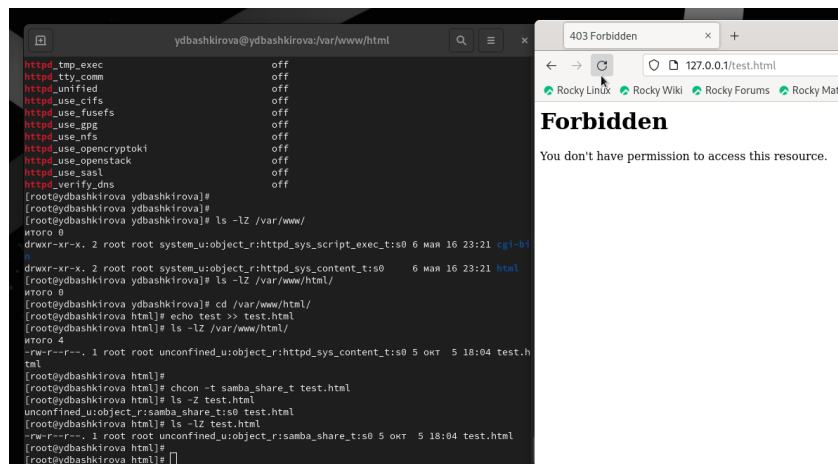 ydbashkirova@ydbashkirova:/var/www/html
httpd_tmp_exec off
httpd_tty_comm off
httpd_unified off
httpd_use_cifs off
httpd_use_fusefs off
httpd_use_gpg off
httpd_use_nfs off
httpd_use_opencryptoki off
httpd_use_openstack off
httpd_use_sasl off
httpd_verify_dns off
[root@ydbashkirova ydbashkirova]#
[root@ydbashkirova ydbashkirova]#
[root@ydbashkirova ydbashkirova]# ls -lZ /var/www/
итого 0
drwxr-xr-x. 2 root root system_u:object_r:httpd_sys_script_exec_t:s0 6 мая 16 23:21 cgi-bi
n
drwxr-xr-x. 2 root root system_u:object_r:httpd_sys_content_t:s0 6 мая 16 23:21 html
[root@ydbashkirova ydbashkirova]# ls -lZ /var/www/html/
итого 0
[root@ydbashkirova ydbashkirova]# cd /var/www/html/
[root@ydbashkirova html]# echo test >> test.html
[root@ydbashkirova html]# ls -lZ /var/www/html/
итого 4
-rw-r--r--. 1 root root unconfined_u:object_r:httpd_sys_content_t:s0 5 окт 5 18:04 test.h
tml
[root@ydbashkirova html]#
[root@ydbashkirova html]# chcon -t samba_share_t test.html
[root@ydbashkirova html]# ls -Z test.html
unconfined_u:object_r:samba_share_t:s0 test.html
[root@ydbashkirova html]# ls -lZ test.html
-rw-r--r--. 1 root root unconfined_u:object_r:samba_share_t:s0 5 окт 5 18:04 test.html
[root@ydbashkirova html]#
[root@ydbashkirova html]#
403 Forbidden
127.0.0.1/test.html
Rocky Linux Rocky Wiki Rocky Forums Rocky Mat
Forbidden
You don't have permission to access this resource.